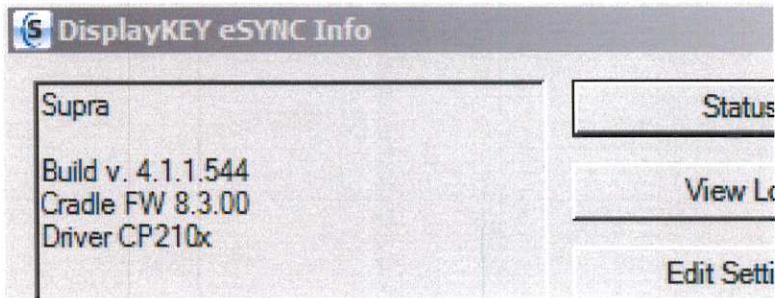 DisplayKEY eSYNC Info
Supra
Build v. 4.1.1.544
Cradle FW 8.3.00
Driver CP210x
Status
View Lo
Edit Setti